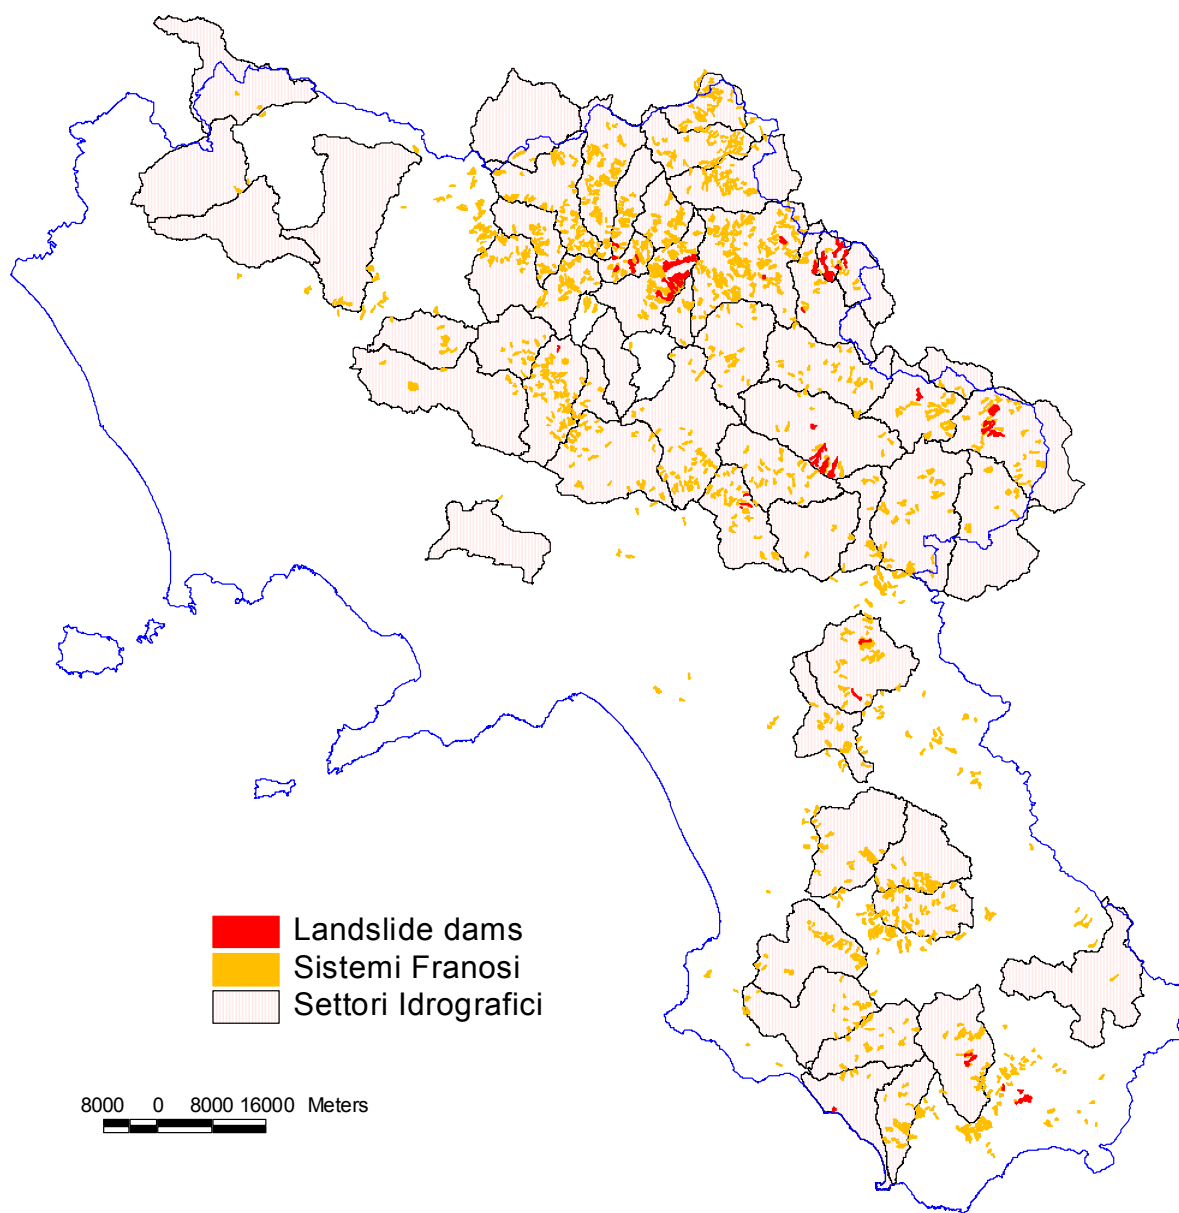 Landslide dams
Sistemi Franosi
Settori Idrografici
8000 0 8000 16000 Meters